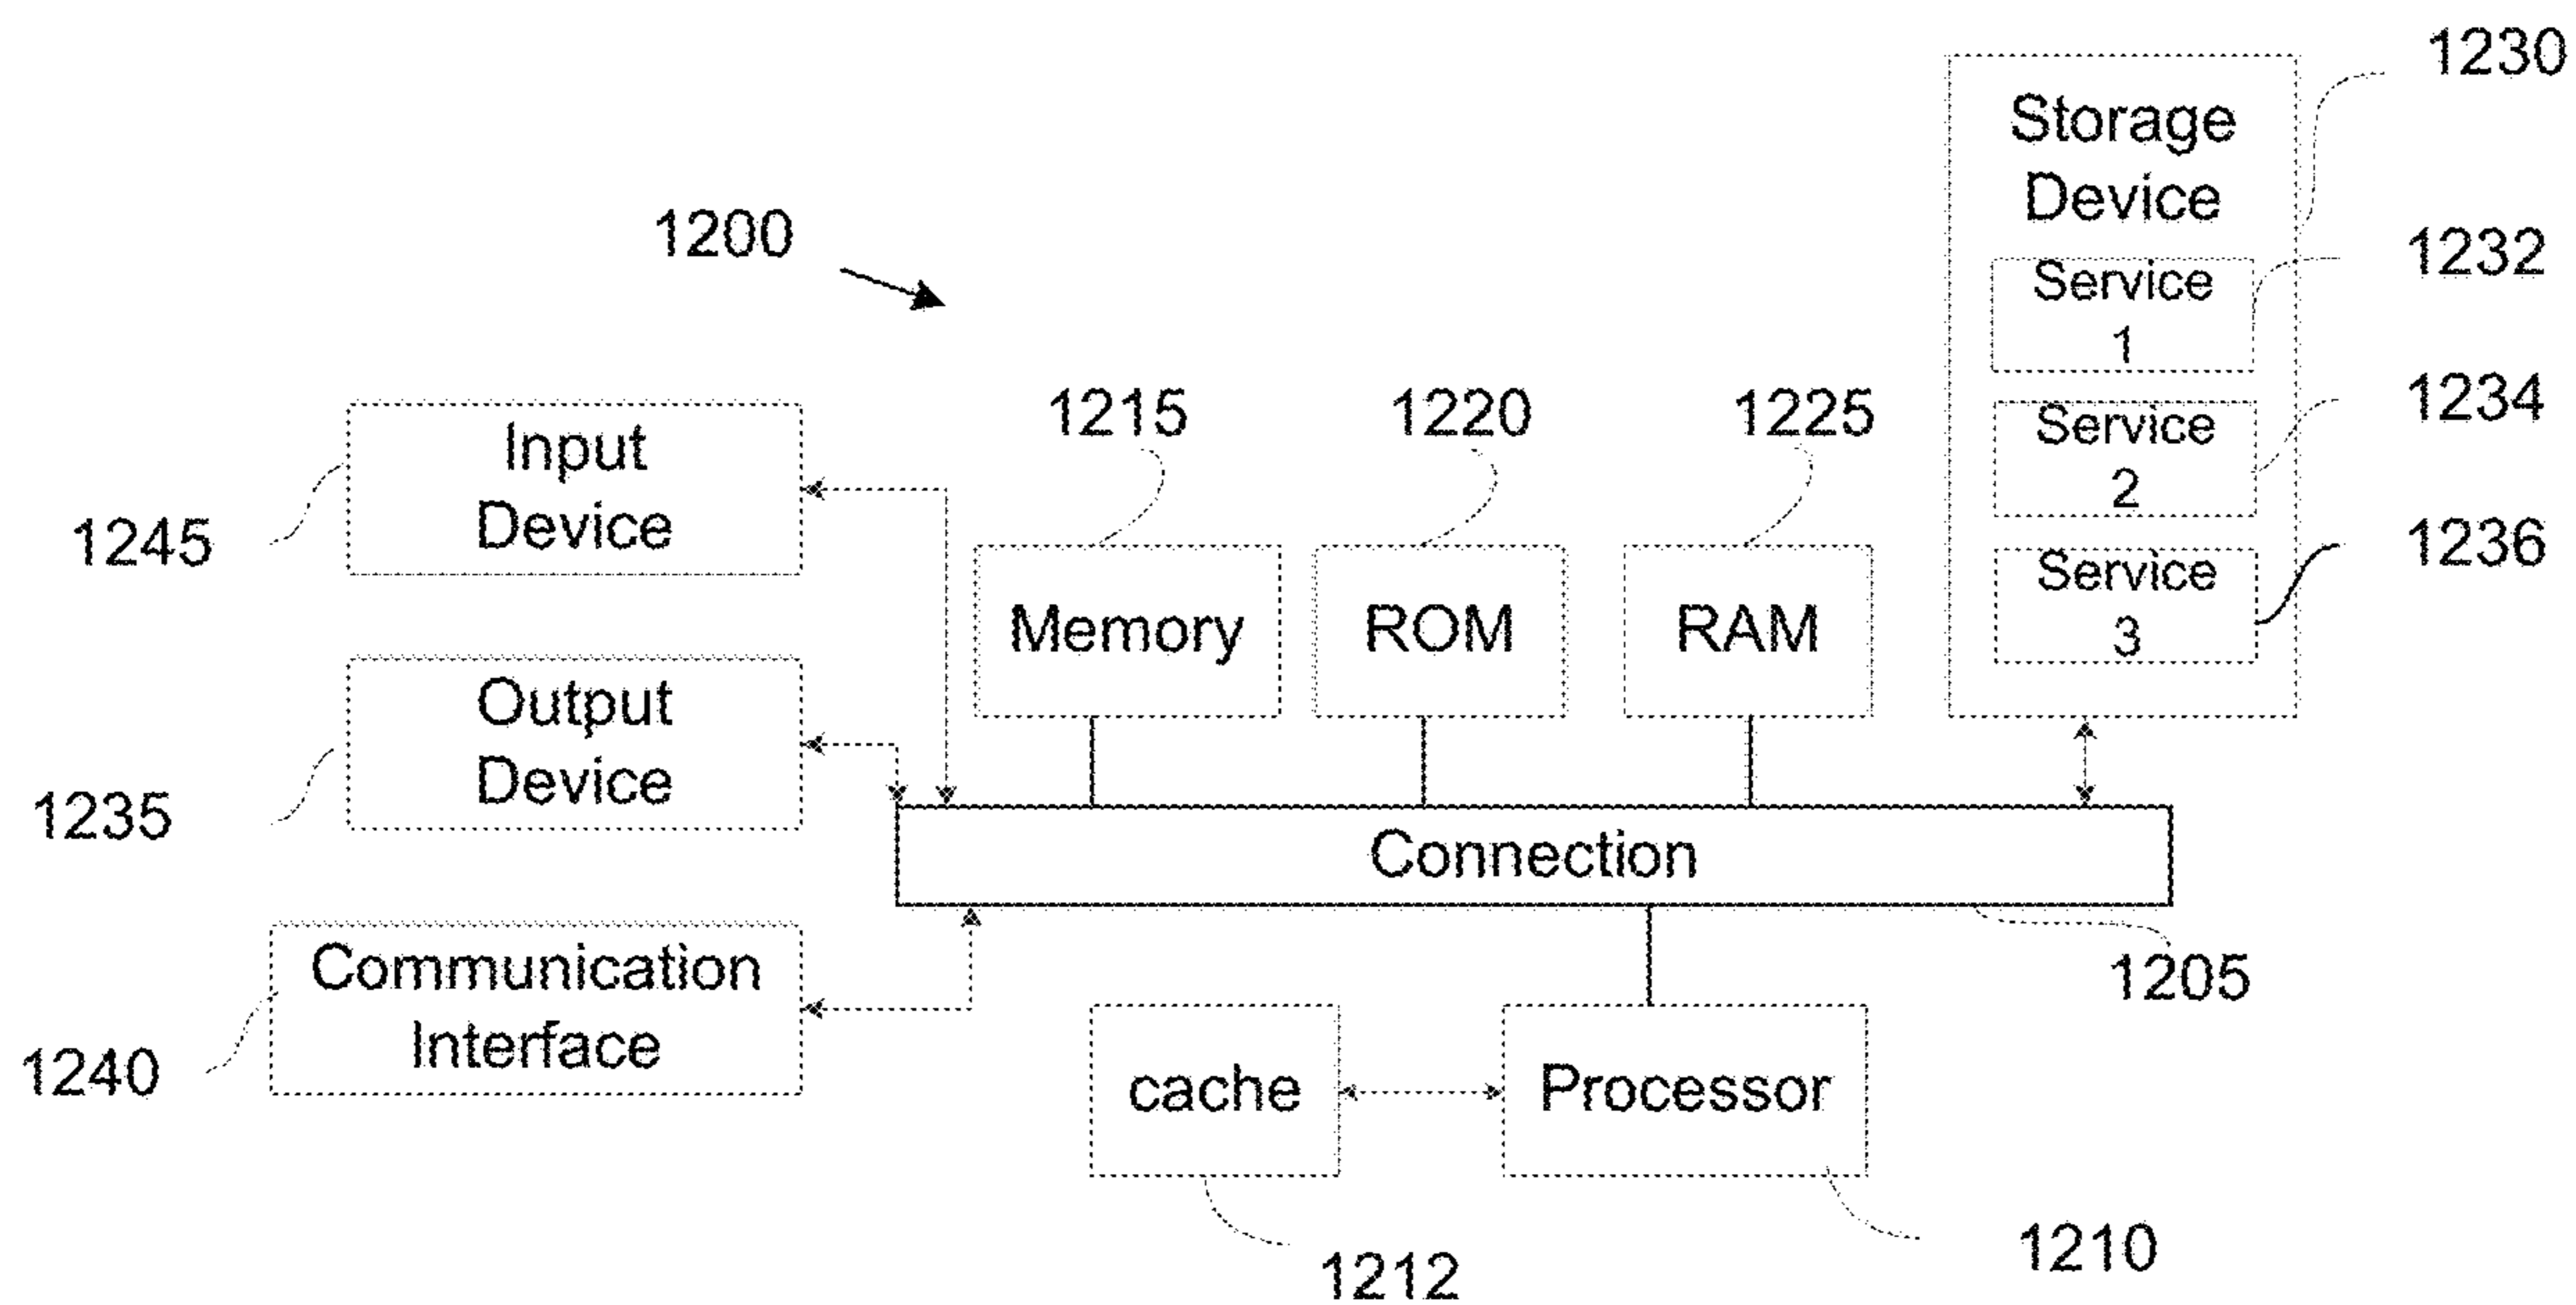 1230
Storage
Device
1200
1232
Service
1
1215
1220
1225
1234
Service
2
Input
Device
1245
1236
Service
3
Memory
ROM
RAM
Output
Device
1235
Connection
Communication
Interface
1205
1240
cache
Processor
1210
1212